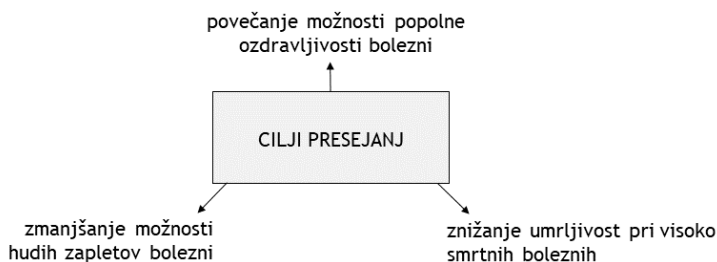 povečanje možnosti popolne
ozdravljivosti bolezni
CILJI PRESEJANJ
zmanjšanje možnosti
hudih zapletov bolezni
znižanje umrljivost pri visoko
smrtnih boleznih